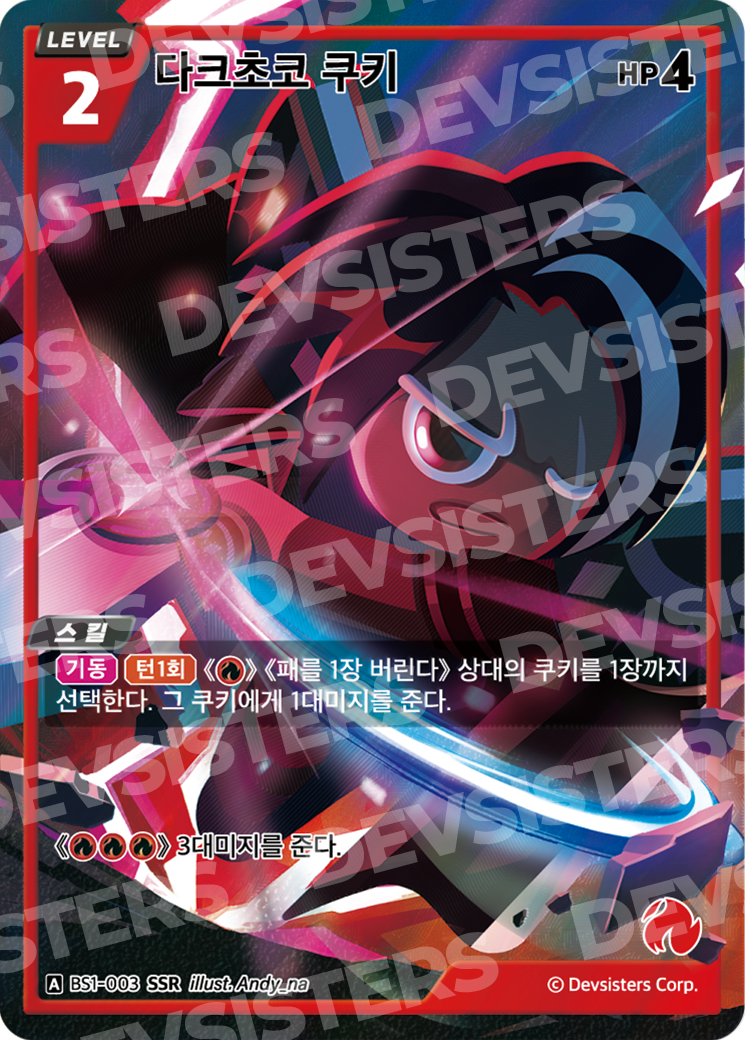 LEVEL
2
다크초코 쿠키
HP4
스킬
기동 턴1회 《》《패를 1장 버린다》 상대의 쿠키를 1장까지
선택한다. 그 쿠키에게 1대미지를 준다.
《》 3대미지를 준다.
A BS1-003 SSR illust. Andy_na
© Devsisters Corp.
DEVSISTERS